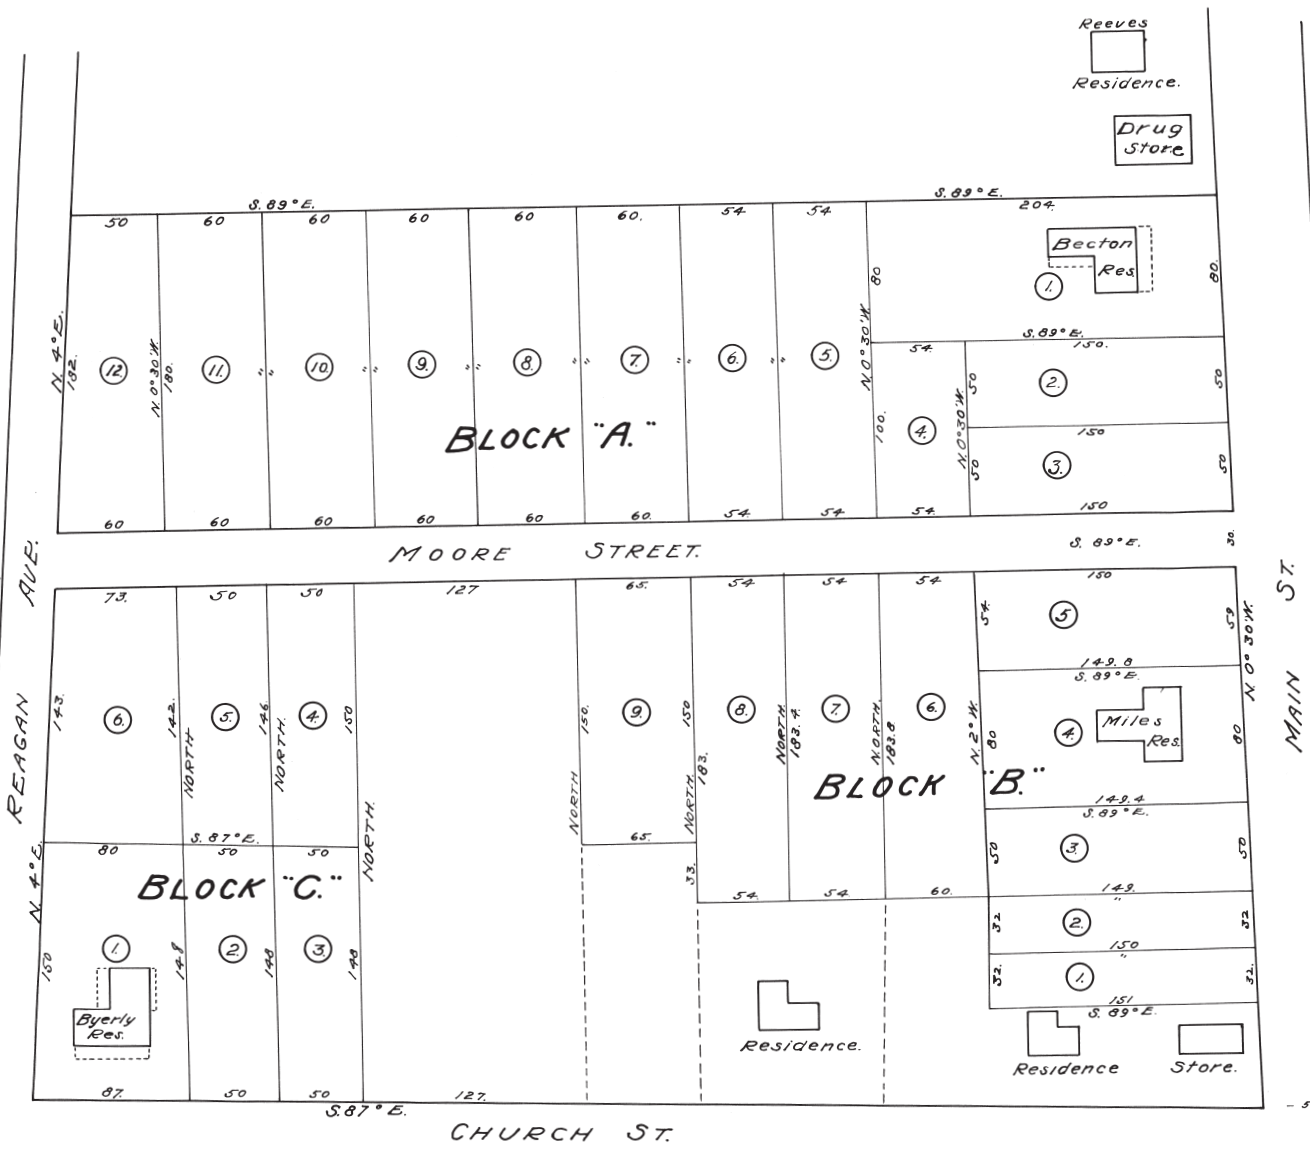 Reeves
Residence.
Drug
Store
S. 89° E.
S. 89° E.
50 60 60 60 60 60. 54 54 204.
Becton
Res.
80
80.
1.
S. 89° E.
54. 150.
N. 4° E.
182.
N. 0° 30' W.
180.
N. 0° 30' W.
12 11. 10. 9. 8. 7. 6. 5.
" " " " " " " " " " " "
50 2. 50
100. 4. N. 0° 30' W.
150
50 3. 50
BLOCK "A."
60 60 60 60 60 60. 54. 54 54. 150
MOORE STREET.
S. 89° E. 30.
REAGAN AVE.
MAIN ST.
73. 50 50 127 65. 54 54 54 150
54. 5 59
N. 0° 30' W.
149.8
S. 89° E.
143. 6. 142. 5. 146 4. 150
NORTH NORTH. NORTH.
150. 9. 150 8. 7. 6.
NORTH NORTH. 183. NORTH 183.4 NORTH. 183.8 N. 2° W.
80 4. 80
Miles
Res.
BLOCK "B."
149.4
S. 89° E.
50 3. 50
S. 87° E.
80 50 50 65.
N. 4° E.
33.
54. 54 60. 149.
"
32 2. 32
150
"
32. 1. 32.
151
S. 89° E.
BLOCK "C."
150 1. 148 2. 148 3. 148
Byerly
Res.
Residence.
Residence
Store.
87. 50 50 127.
S. 87° E.
CHURCH ST.
- 5